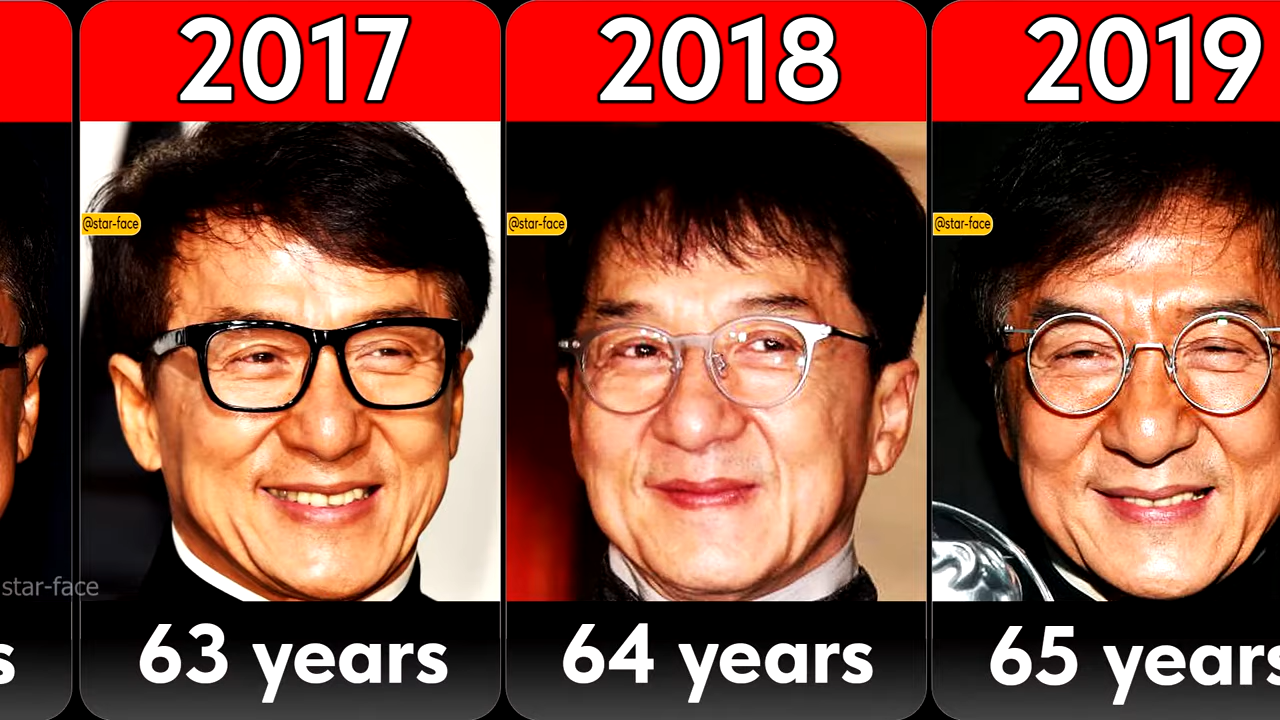 2017
2018
2019
@star-face
@star-face
@star-face
star-face
s
63 years
64 years
65 years